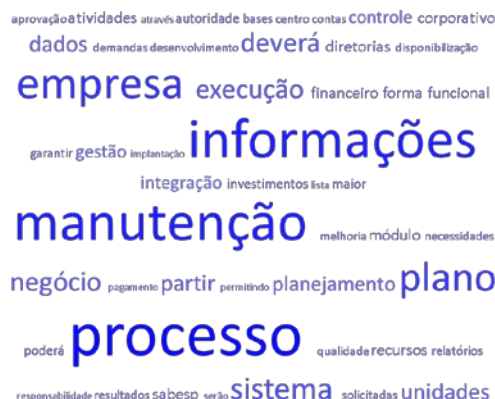 aprovação atividades através autoridade bases centro contas controle corporativo
dados demandas desenvolvimento deverá diretorias disponibilização
empresa execução financeiro forma funcional
garantir gestão implantação informações
integração investimentos lista maior
manutenção melhoria módulo necessidades
negócio pagamento partir permitindo planejamento plano
poderá processo qualidade recursos relatórios
responsabilidade resultados sabesp serão sistema solicitadas unidades